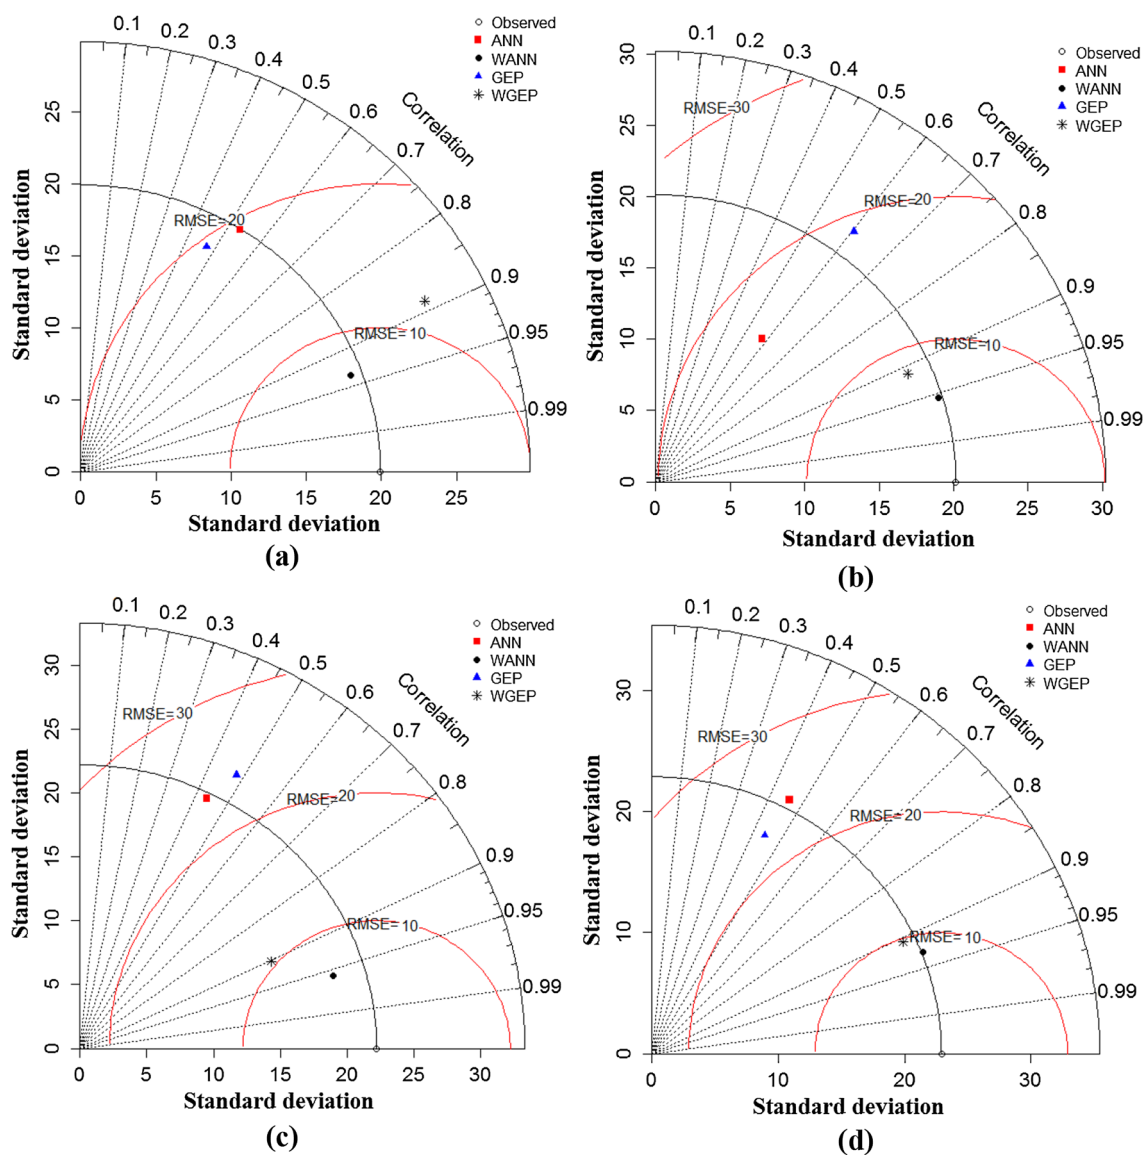 0.1
0.2
0.3
0.4
0.5
0.6
0.7
0.8
0.9
0.95
0.99
Correlation
Observed
ANN
WANN
GEP
WGEP
RMSE=20
RMSE=10
Standard deviation
0 5 10 15 20 25
0 5 10 15 20 25
Standard deviation
(a)
0.1
0.2
0.3
0.4
0.5
0.6
0.7
0.8
0.9
0.95
0.99
Correlation
Observed
ANN
WANN
GEP
WGEP
RMSE=30
RMSE=20
RMSE=10
Standard deviation
0 5 10 15 20 25 30
0 5 10 15 20 25 30
Standard deviation
(b)
0.1
0.2
0.3
0.4
0.5
0.6
0.7
0.8
0.9
0.95
0.99
Correlation
Observed
ANN
WANN
GEP
WGEP
RMSE=30
RMSE=20
RMSE=10
Standard deviation
0 5 10 15 20 25 30
0 5 10 15 20 25 30
Standard deviation
(c)
0.1
0.2
0.3
0.4
0.5
0.6
0.7
0.8
0.9
0.95
0.99
Correlation
Observed
ANN
WANN
GEP
WGEP
RMSE=30
RMSE=20
RMSE=10
Standard deviation
0 10 20 30
0 10 20 30
Standard deviation
(d)